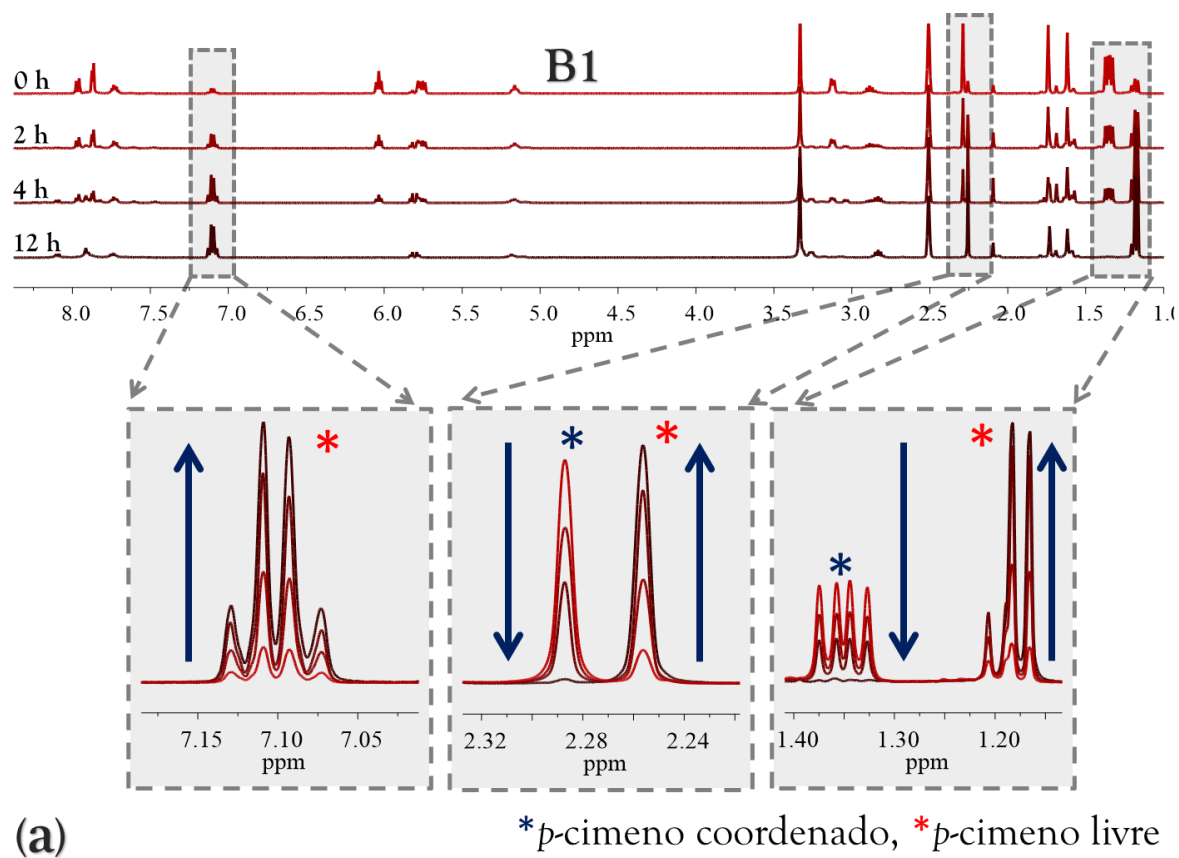 B1
0 h
2 h
4 h
12 h
8.0 7.5 7.0 6.5 6.0 5.5 5.0 4.5 4.0 3.5 3.0 2.5 2.0 1.5 1.0
ppm
* * * * *
7.15 7.10 7.05
ppm
2.32 2.28 2.24
ppm
1.40 1.30 1.20
ppm
(a)
*p-cimeno coordenado, *p-cimeno livre